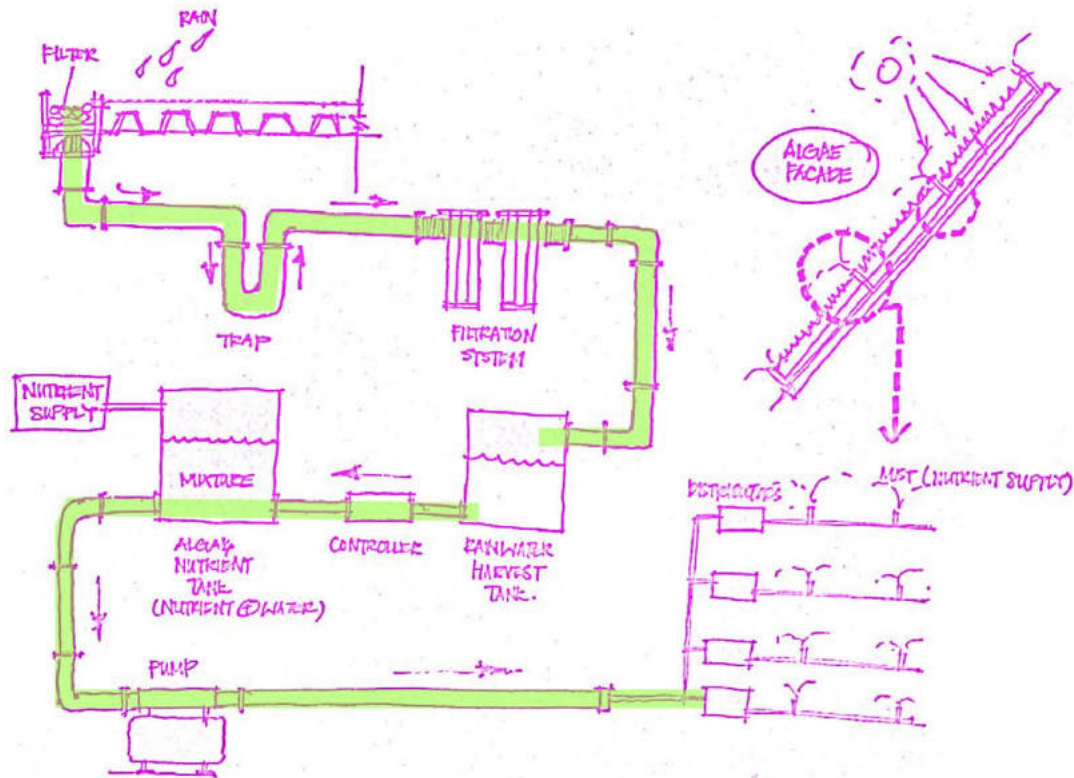 RAIN
FILTER
ALGAE
FACADE
TRAP
FILTRATION
SYSTEM
NUTRIENT
SUPPLY
MIXTURE
MIST (NUTRIENT SUPPLY)
ALGAE
NUTRIENT
TANK
(NUTRIENT + WATER)
CONTROLLER
RAINWATER
HARVEST
TANK.
PUMP